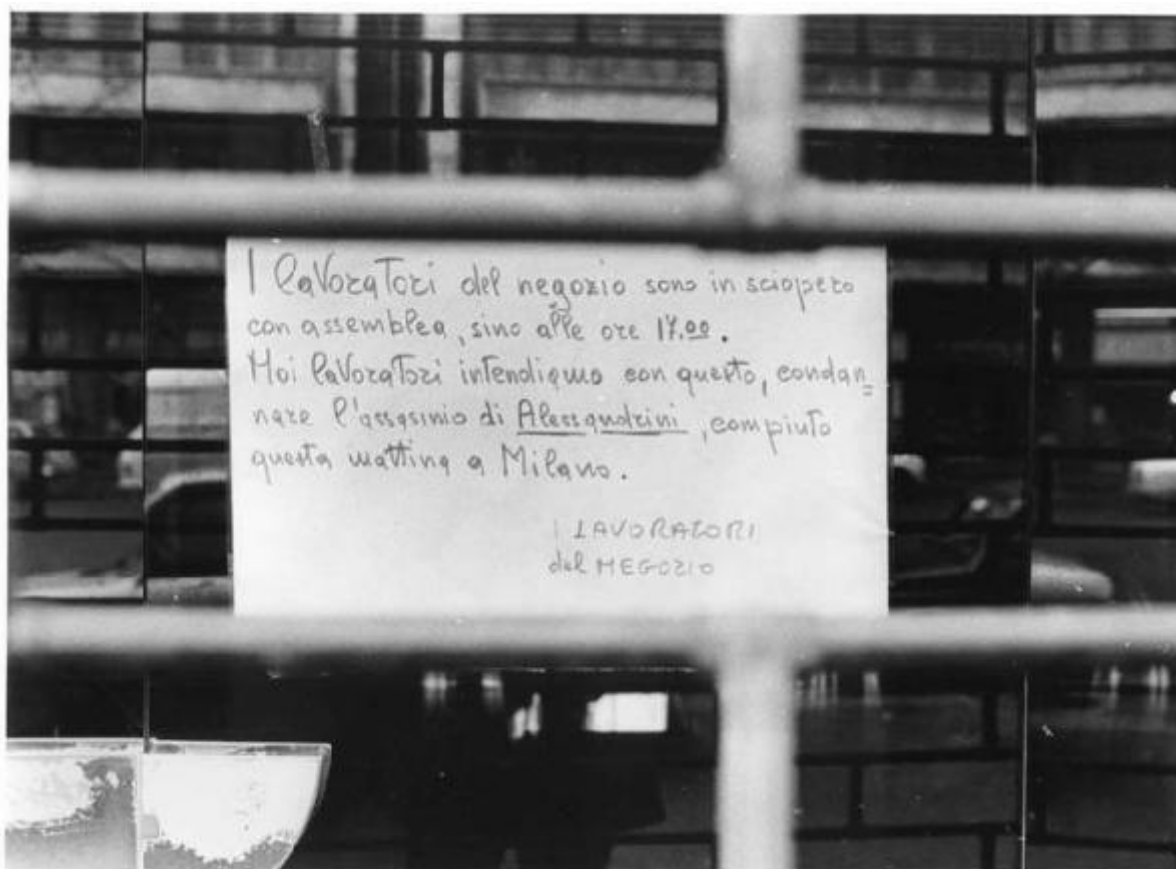 I lavoratori del negozio sono in sciopero
con assemblea, sino alle ore 17.00.
Noi lavoratori intendiamo con questo, condan=
nare l'assasinio di Alessandrini, compiuto
questa mattina a Milano.
I LAVORATORI
del NEGOZIO